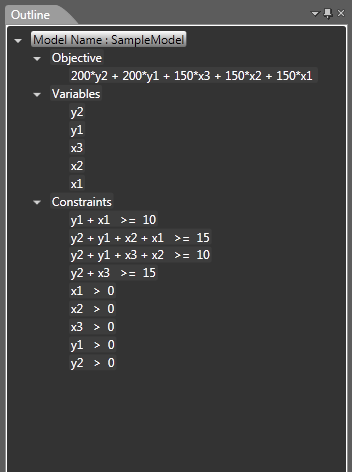 Outline
Model Name : SampleModel
Objective
200*y2 + 200*y1 + 150*x3 + 150*x2 + 150*x1
Variables
y2
y1
x3
x2
x1
Constraints
y1 + x1 >= 10
y2 + y1 + x2 + x1 >= 15
y2 + y1 + x3 + x2 >= 10
y2 + x3 >= 15
x1 > 0
x2 > 0
x3 > 0
y1 > 0
y2 > 0